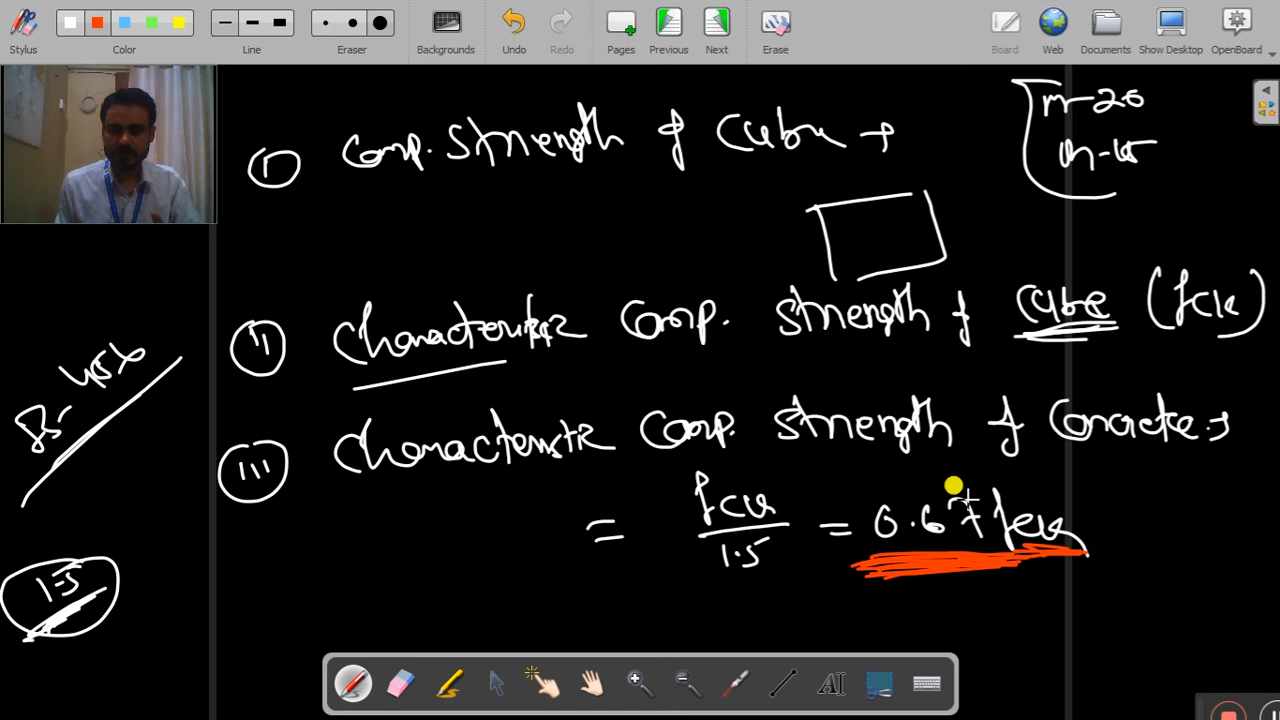 Stylus
Color
Line
Eraser
Backgrounds
Undo
Redo
Pages
Previous
Next
Erase
Board
Web
Documents
Show Desktop
OpenBoard
m-20
m-15
I comp. strength of cube →
II characteristic comp. strength of cube (fck)
III characteristic comp. strength of concrete →
= fck / 1.5 = 0.67 fck
85-
1.5
AI